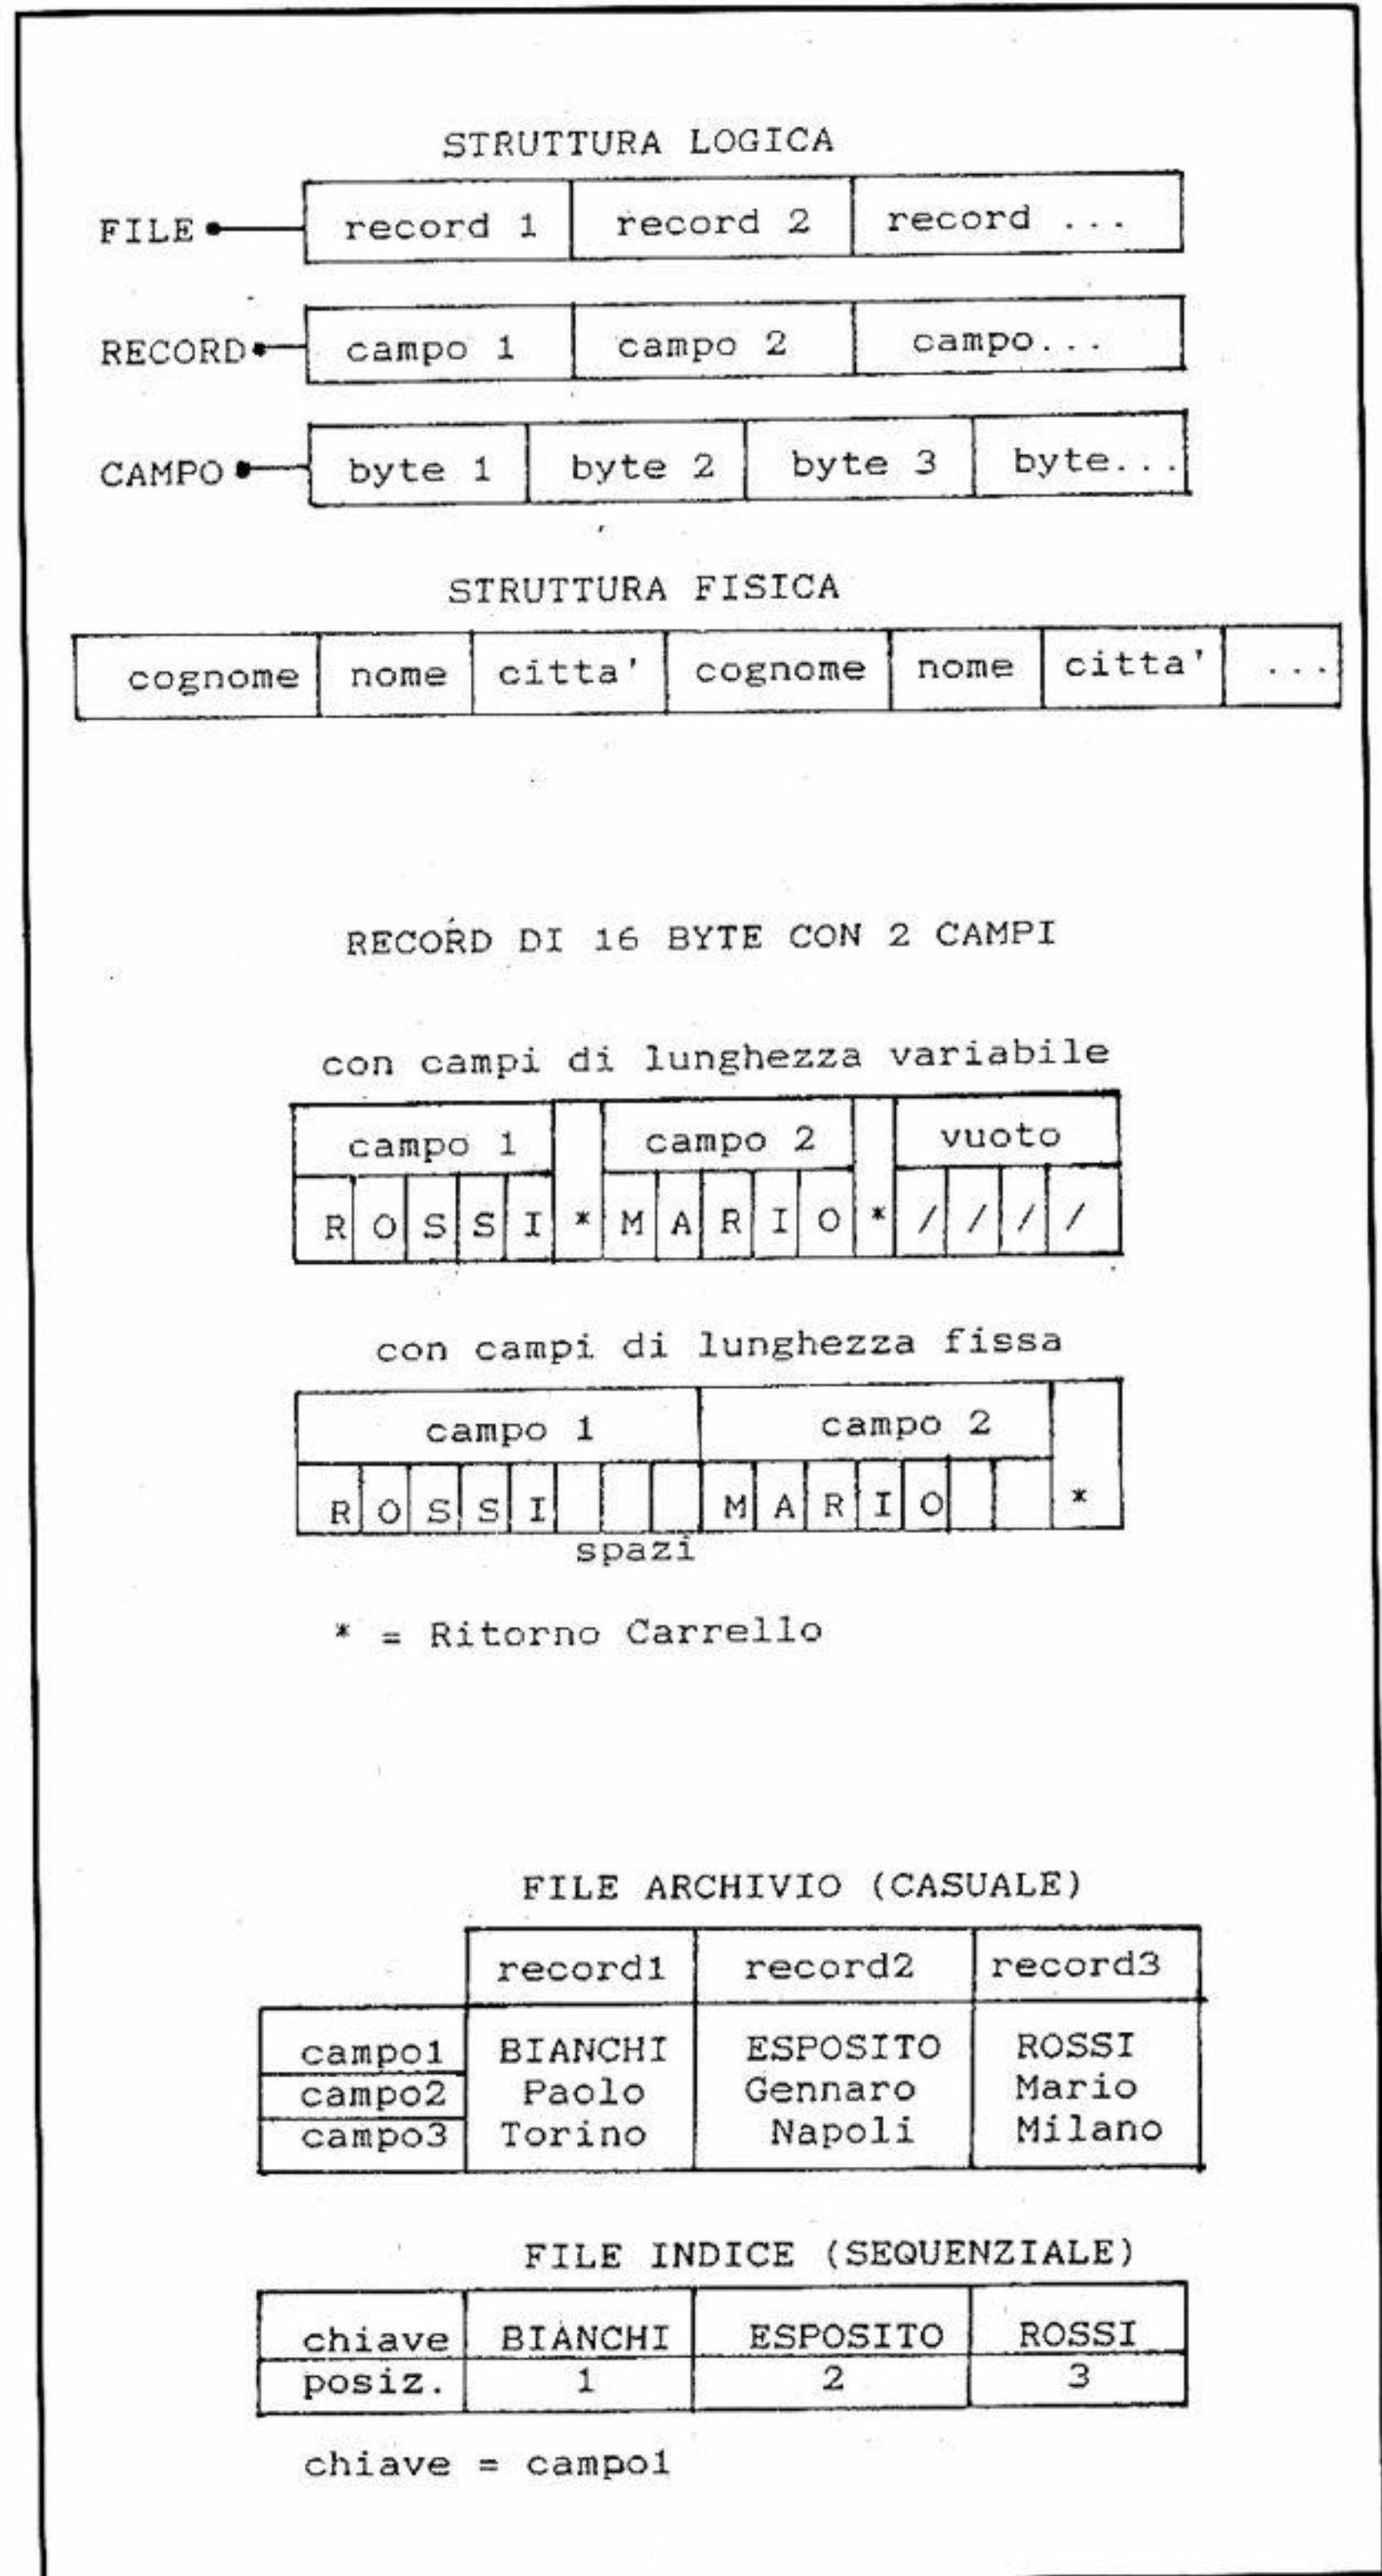 STRUTTURA LOGICA
FILE record 1 record 2 record ...
RECORD campo 1 campo 2 campo...
CAMPO byte 1 byte 2 byte 3 byte...
STRUTTURA FISICA
cognome nome citta' cognome nome citta' ...
RECORD DI 16 BYTE CON 2 CAMPI
con campi di lunghezza variabile
campo 1 campo 2 vuoto
R O S S I * M A R I O * / / / /
con campi di lunghezza fissa
campo 1 campo 2
R O S S I M A R I O *
spazi
* = Ritorno Carrello
FILE ARCHIVIO (CASUALE)
record1 record2 record3
campo1 BIANCHI ESPOSITO ROSSI
campo2 Paolo Gennaro Mario
campo3 Torino Napoli Milano
FILE INDICE (SEQUENZIALE)
chiave BIANCHI ESPOSITO ROSSI
posiz. 1 2 3
chiave = campo1